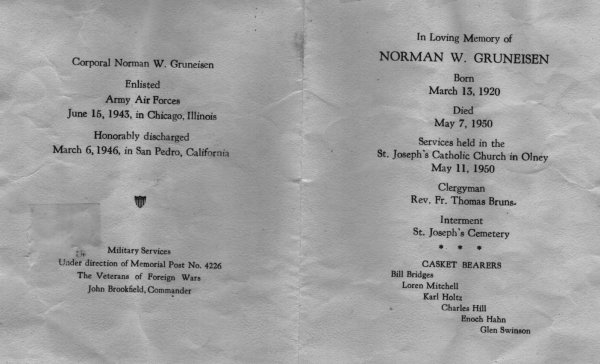 Corporal Norman W. Gruneisen
Enlisted
Army Air Forces
June 15, 1943, in Chicago, Illinois
Honorably discharged
March 6, 1946, in San Pedro, California
Military Services
Under direction of Memorial Post No. 4226
The Veterans of Foreign Wars
John Brookfield, Commander
In Loving Memory of
NORMAN W. GRUNEISEN
Born
March 13, 1920
Died
May 7, 1950
Services held in the
St. Joseph's Catholic Church in Olney
May 11, 1950
Clergyman
Rev. Fr. Thomas Bruns.
Interment
St. Joseph's Cemetery
* * *
CASKET BEARERS
Bill Bridges
Loren Mitchell
Karl Holtz
Charles Hill
Enoch Hahn
Glen Swinson